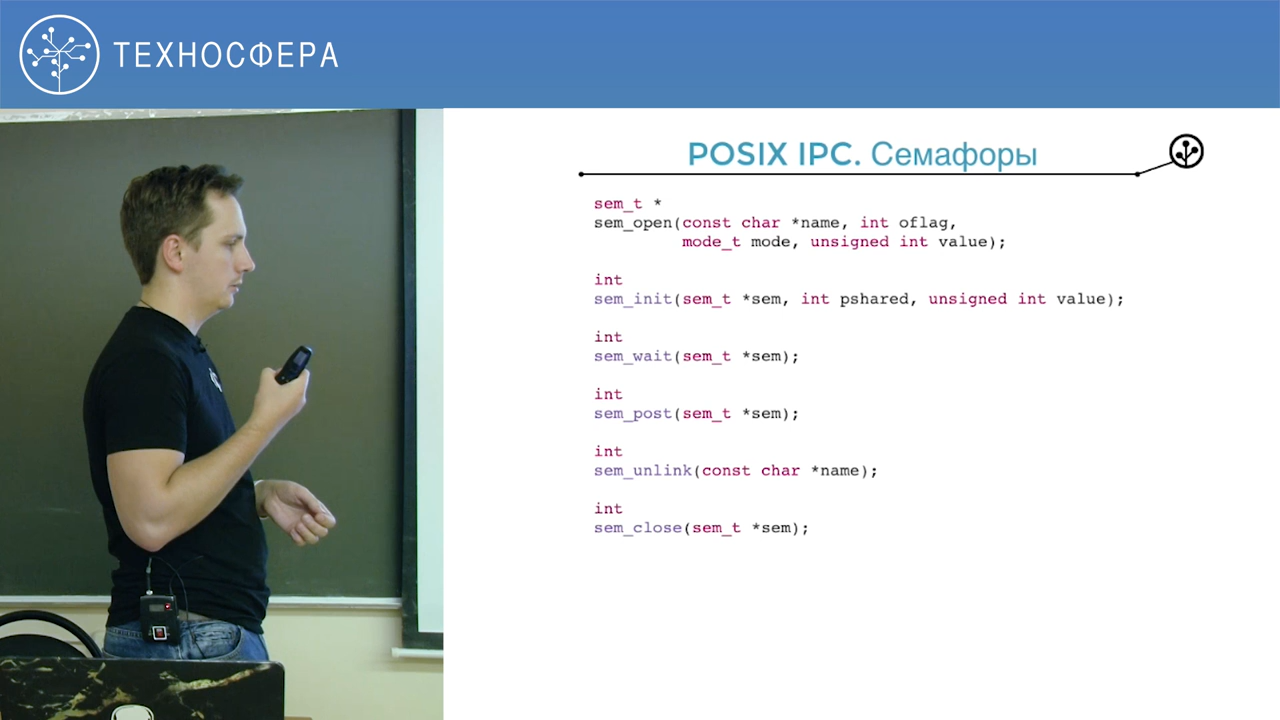 ТЕХНОСФЕРА
POSIX IPC. Семафоры
sem_t *
sem_open(const char *name, int oflag,
mode_t mode, unsigned int value);
int
sem_init(sem_t *sem, int pshared, unsigned int value);
int
sem_wait(sem_t *sem);
int
sem_post(sem_t *sem);
int
sem_unlink(const char *name);
int
sem_close(sem_t *sem);